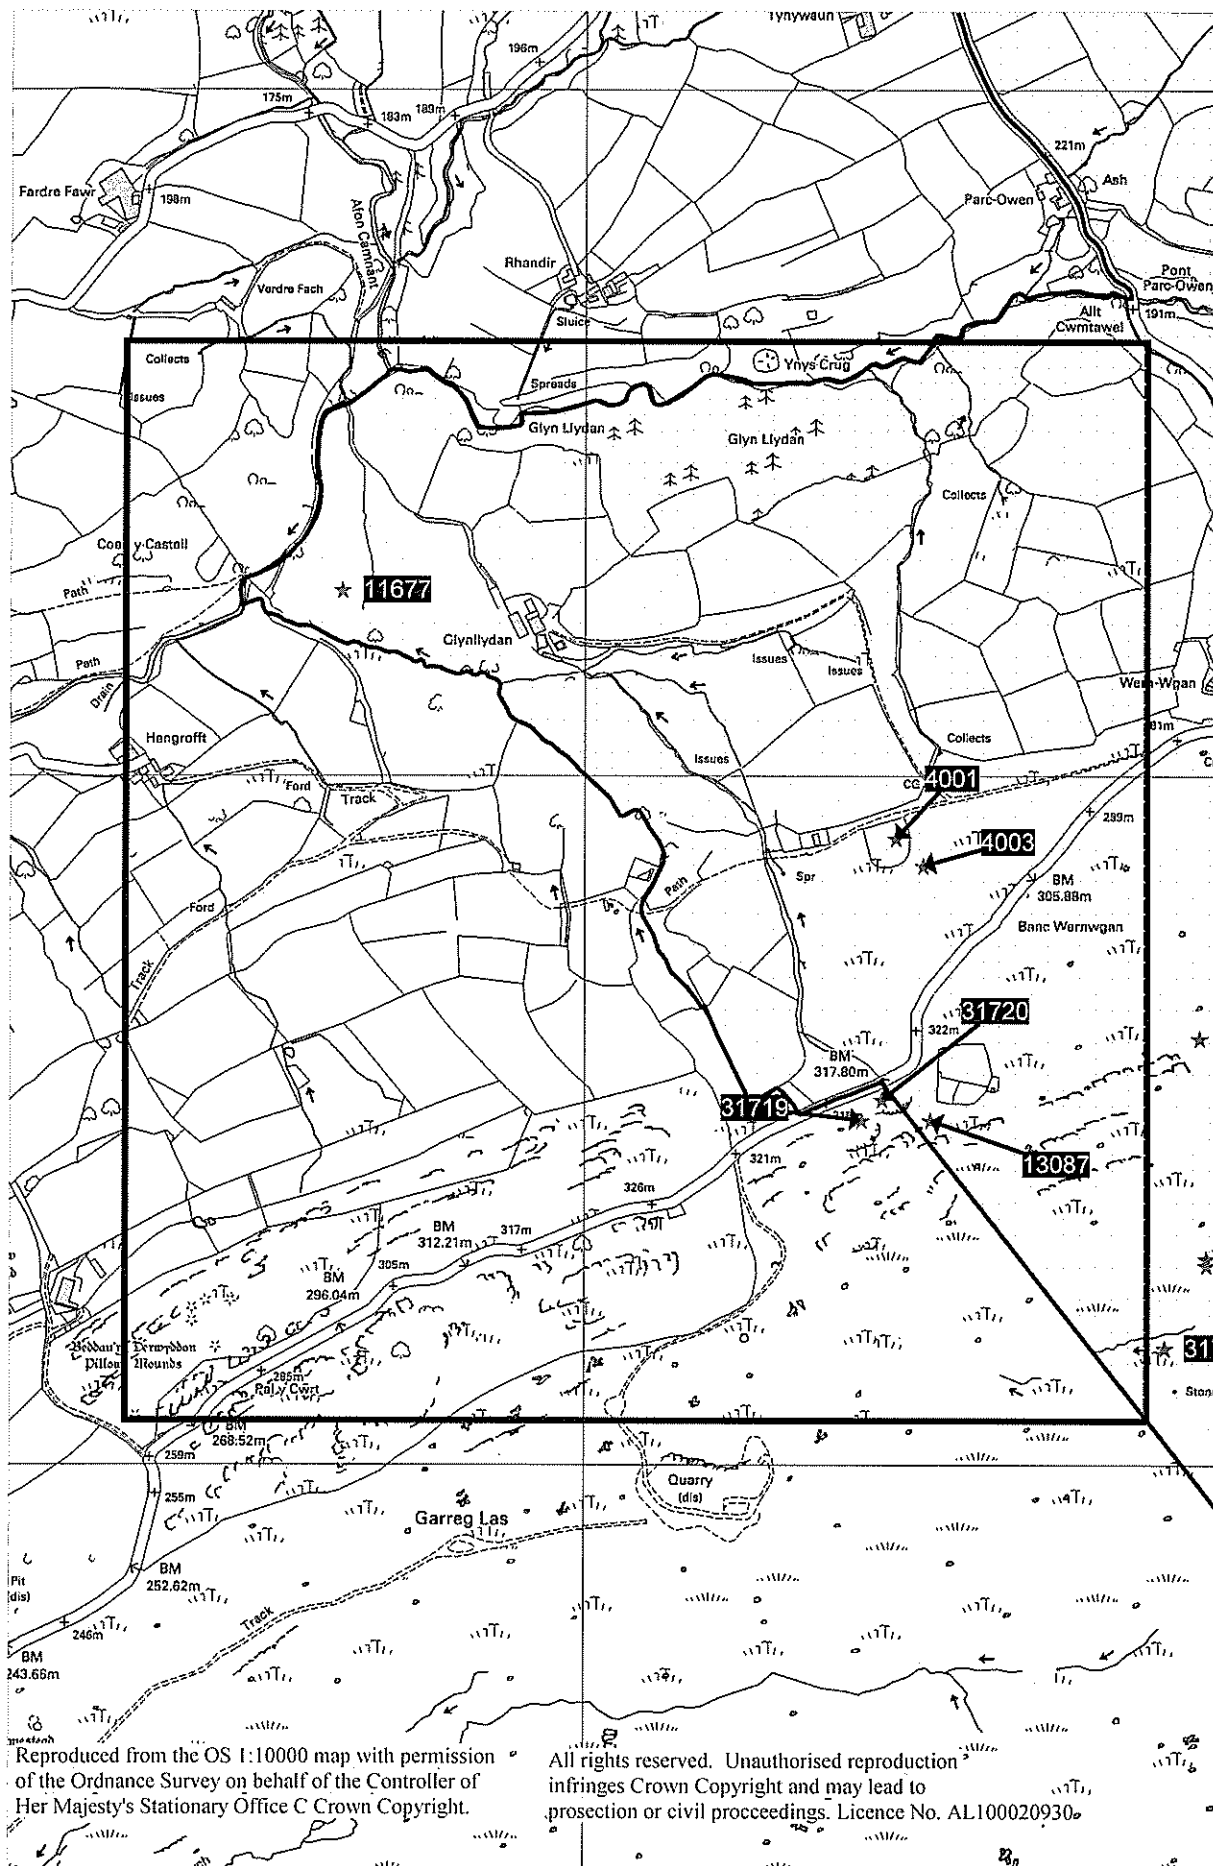 Tynywaun
196m
175m
183m
189m
221m
Ash
Parc-Owen
Fardre Fawr
198m
Afon Camnant
Rhandir
Pont
Parc-Owen
Verdre Fach
Sluice
191m
Allt
Cwmtawel
Collects
Issues
Ynys Crug
Spreads
Glyn Llydan
Glyn Llydan
Collects
Coed y Castell
Path
11677
Glynllydan
Issues
Issues
Path
Drain
Wern-Wgan
Hengrofft
Collects
Issues
CG
4001
Ford
Track
299m
4003
BM
305.88m
Spr
Path
Ford
Banc Wernwgan
Track
31720
322m
BM
317.80m
31719
13087
321m
326m
BM
312.21m
317m
305m
BM
296.04m
Beddau'r Derwyddon
Pillow Mounds
285m
Pal y Cwrt
31
BM
268.52m
259m
Quarry
(dis)
255m
Garreg Las
BM
252.62m
Pit
(dis)
Track
246m
BM
243.66m
Reproduced from the OS 1:10000 map with permission
of the Ordnance Survey on behalf of the Controller of
Her Majesty's Stationary Office C Crown Copyright.
All rights reserved. Unauthorised reproduction
infringes Crown Copyright and may lead to
prosection or civil procceedings. Licence No. AL100020930